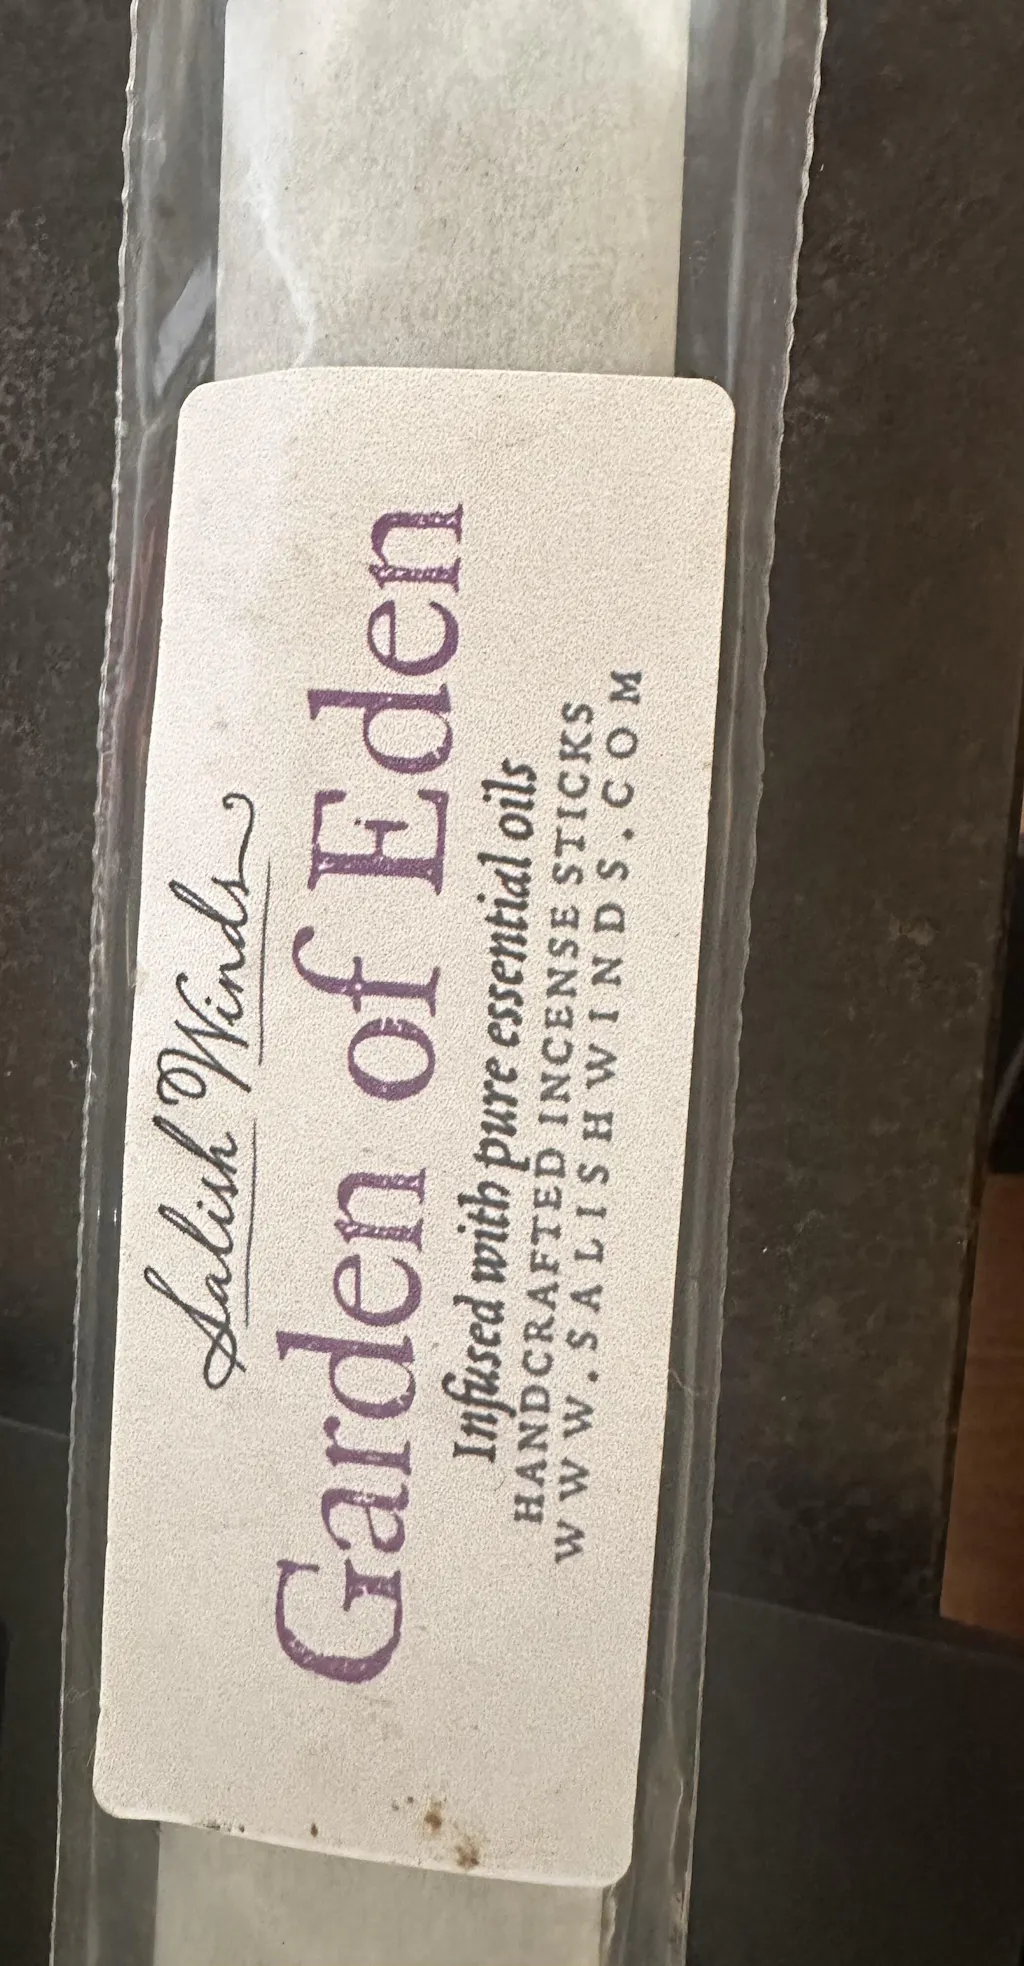 Salish Winds
Garden of Eden
Infused with pure essential oils
HANDCRAFTED INCENSE STICKS
WWW.SALISHWINDS.COM